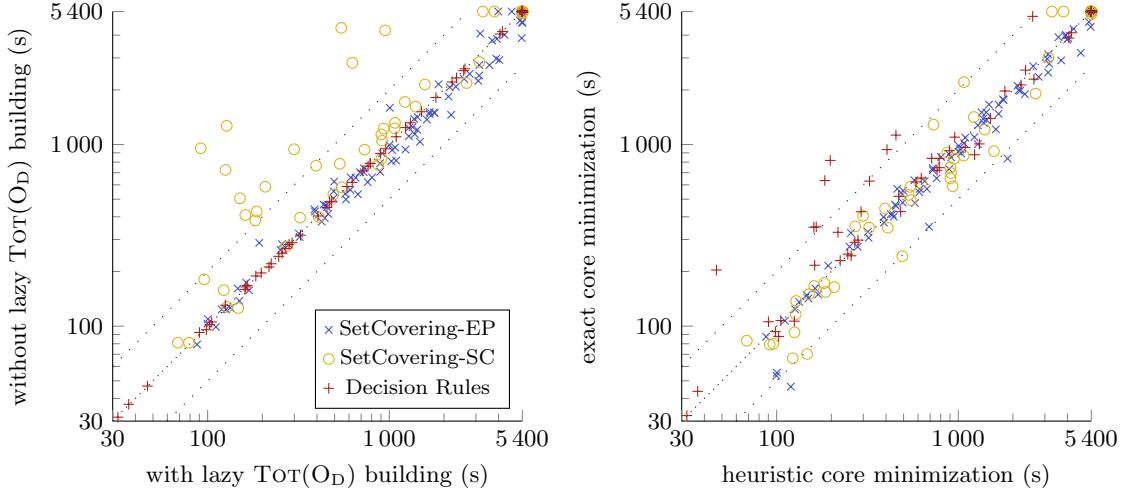 without lazy TOT(OD) building (s)
5 400
1 000
100
30
30
100
1 000
5 400
with lazy TOT(OD) building (s)
SetCovering-EP
SetCovering-SC
Decision Rules
exact core minimization (s)
5 400
1 000
100
30
30
100
1 000
5 400
heuristic core minimization (s)